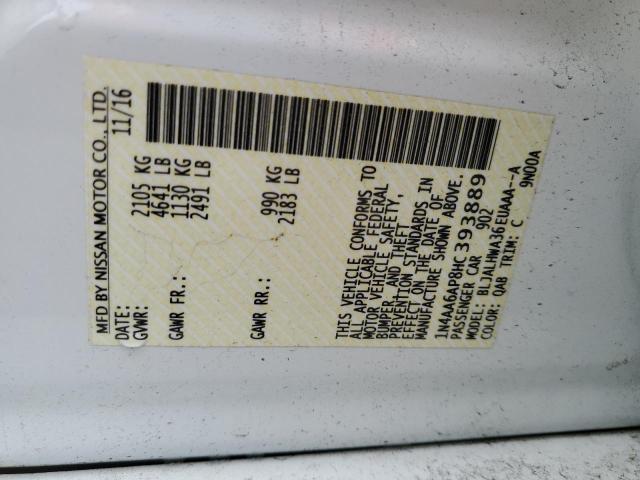 MFD BY NISSAN MOTOR CO., LTD.
DATE: 11/16
GVWR: 2105 KG
4641 LB
GAWR FR.: 1130 KG
2491 LB
GAWR RR.: 990 KG
2183 LB
THIS VEHICLE CONFORMS TO
ALL APPLICABLE FEDERAL
MOTOR VEHICLE SAFETY,
BUMPER, AND THEFT
PREVENTION STANDARDS IN
EFFECT ON THE DATE OF
MANUFACTURE SHOWN ABOVE.
1N4AA6AP8HC393889
PASSENGER CAR 902
MODEL: BLJALHWA36EUAAA--A
COLOR: QAB TRIM: C 9N00A